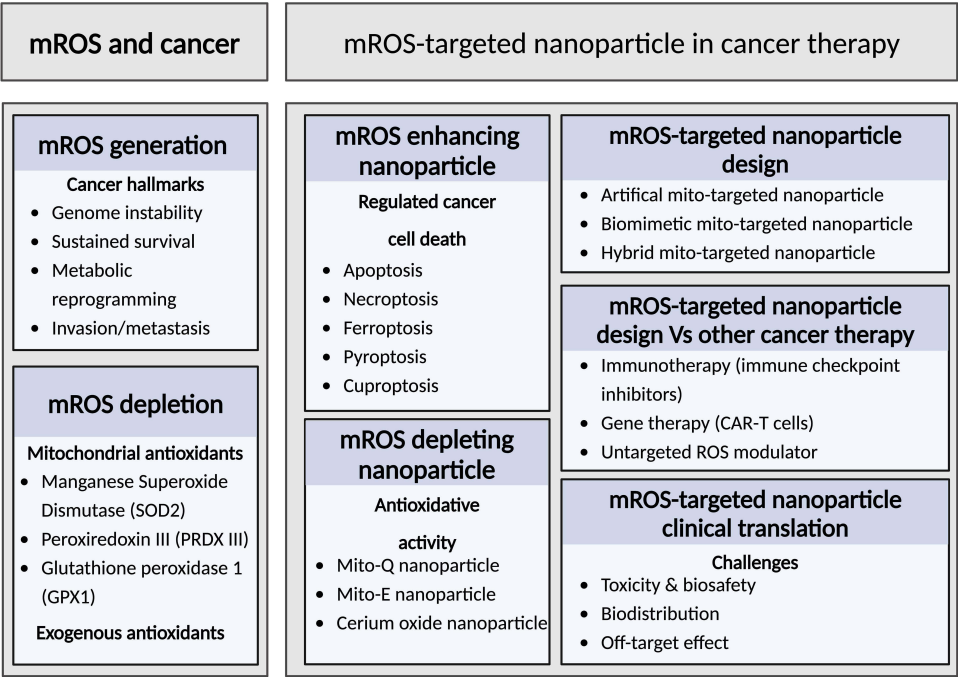 mROS and cancer
mROS-targeted nanoparticle in cancer therapy
mROS generation
Cancer hallmarks
• Genome instability
• Sustained survival
• Metabolic
reprogramming
• Invasion/metastasis
mROS depletion
Mitochondrial antioxidants
• Manganese Superoxide
Dismutase (SOD2)
• Peroxiredoxin III (PRDX III)
• Glutathione peroxidase 1
(GPX1)
Exogenous antioxidants
mROS enhancing
nanoparticle
Regulated cancer
cell death
• Apoptosis
• Necroptosis
• Ferroptosis
• Pyroptosis
• Cuproptosis
mROS depleting
nanoparticle
Antioxidative
activity
• Mito-Q nanoparticle
• Mito-E nanoparticle
• Cerium oxide nanoparticle
mROS-targeted nanoparticle
design
• Artifical mito-targeted nanoparticle
• Biomimetic mito-targeted nanoparticle
• Hybrid mito-targeted nanoparticle
mROS-targeted nanoparticle
design Vs other cancer therapy
• Immunotherapy (immune checkpoint
inhibitors)
• Gene therapy (CAR-T cells)
• Untargeted ROS modulator
mROS-targeted nanoparticle
clinical translation
Challenges
• Toxicity & biosafety
• Biodistribution
• Off-target effect